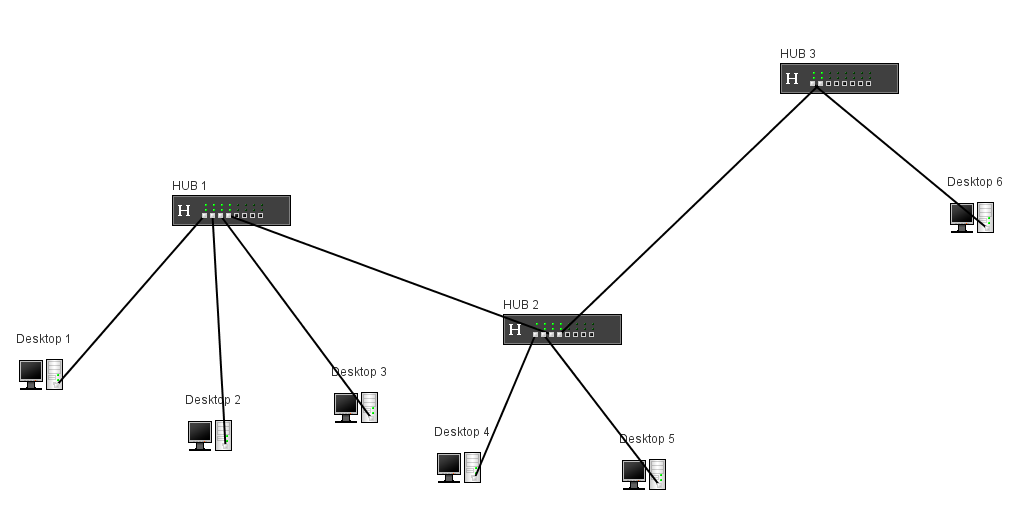 HUB 3
H
Desktop 6
HUB 1
H
HUB 2
H
Desktop 1
Desktop 3
Desktop 2
Desktop 4
Desktop 5